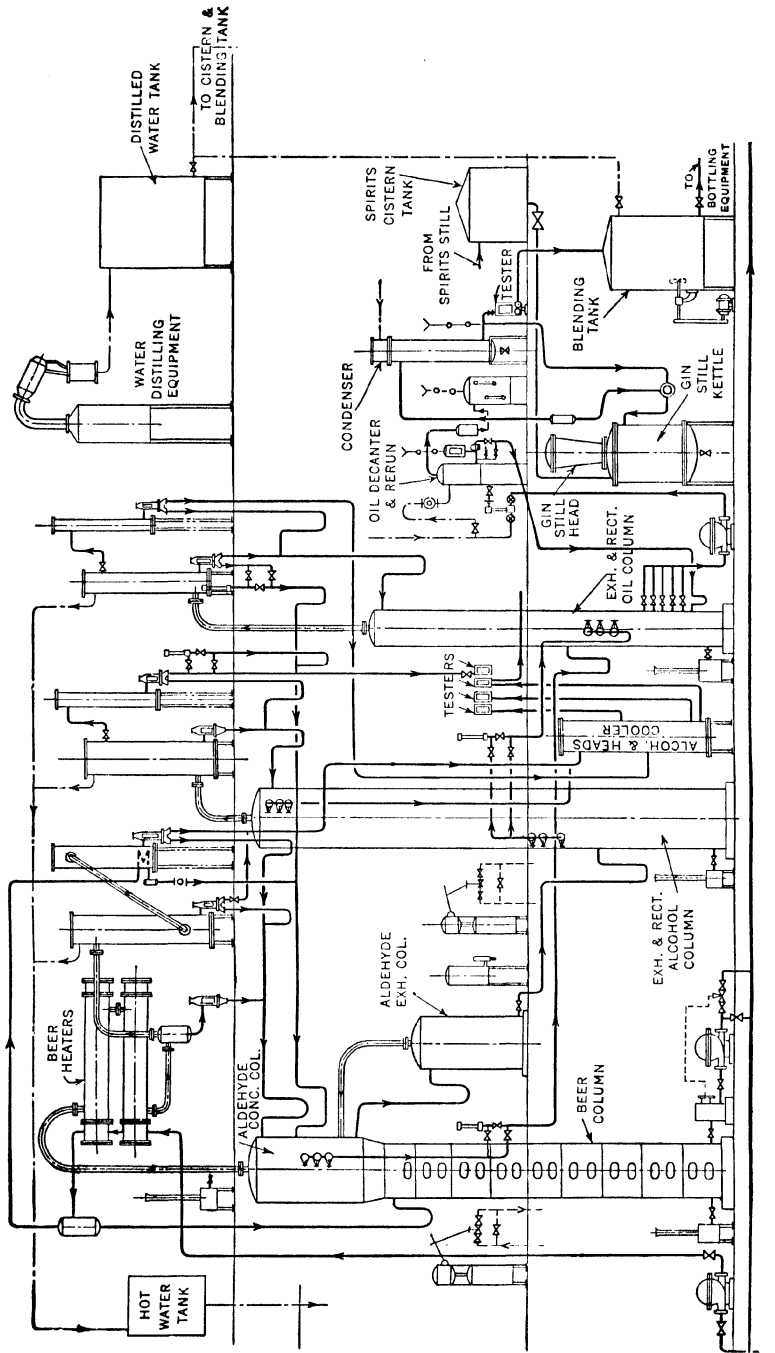 HOT
WATER
TANK
BEER
HEATERS
ALDEHYDE
CONC. COL.
BEER
COLUMN
ALDEHYDE
EXH. COL.
EXH. & RECT.
ALCOHOL
COLUMN
ALCOH. & HEADS
COOLER
TESTERS
EXH. & RECT.
OIL COLUMN
OIL DECANTER
& RERUN
GIN
STILL
HEAD
GIN
STILL
KETTLE
CONDENSER
TESTER
FROM
SPIRITS STILL
SPIRITS
CISTERN
TANK
BLENDING
TANK
TO
BOTTLING
EQUIPMENT
WATER
DISTILLING
EQUIPMENT
DISTILLED
WATER TANK
TO CISTERN &
BLENDING TANK